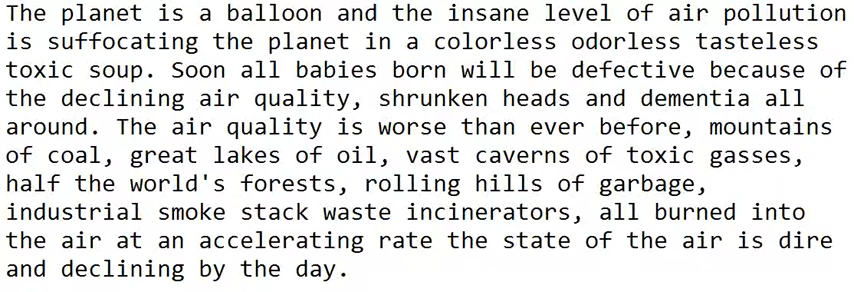 The planet is a balloon and the insane level of air pollution
is suffocating the planet in a colorless odorless tasteless
toxic soup. Soon all babies born will be defective because of
the declining air quality, shrunken heads and dementia all
around. The air quality is worse than ever before, mountains
of coal, great lakes of oil, vast caverns of toxic gasses,
half the world's forests, rolling hills of garbage,
industrial smoke stack waste incinerators, all burned into
the air at an accelerating rate the state of the air is dire
and declining by the day.